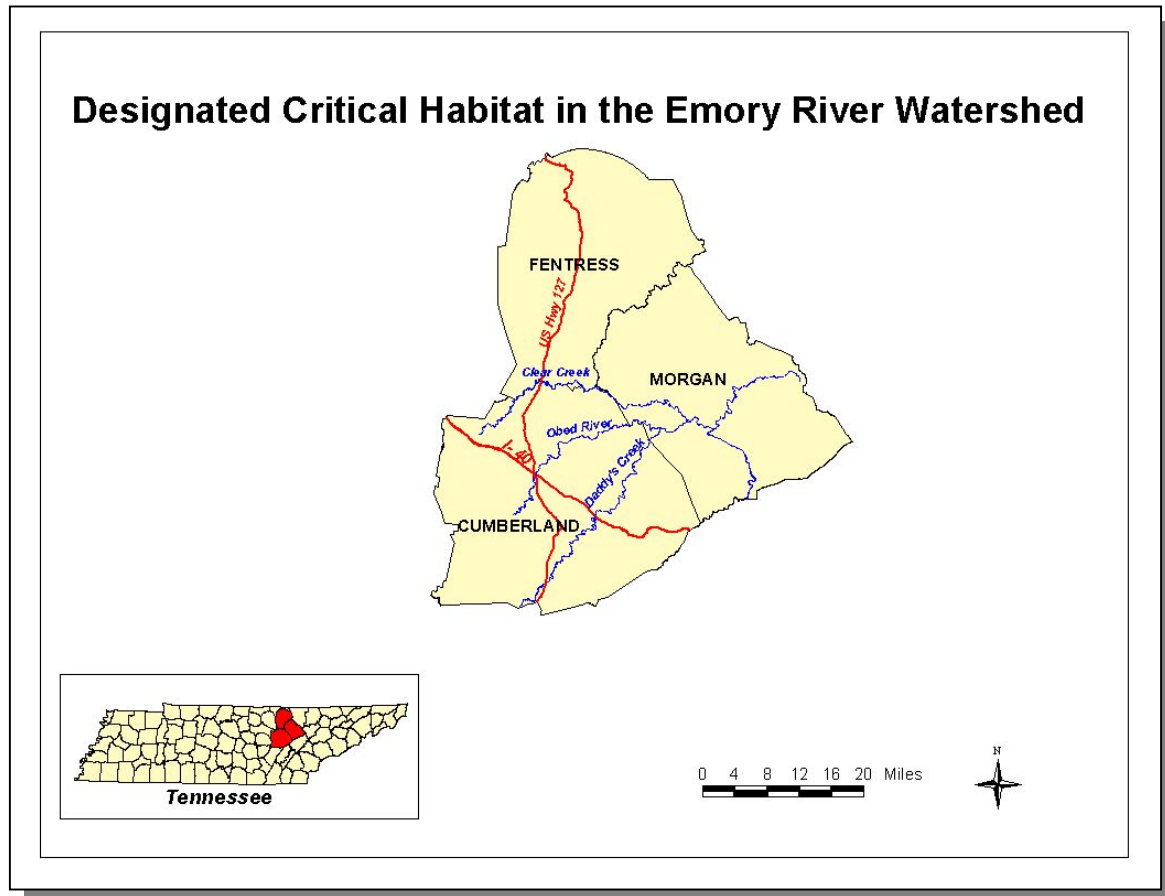 Designated Critical Habitat in the Emory River Watershed
FENTRESS
US Hwy 127
Clear Creek
MORGAN
Obed River
I- 40
Daddy's Creek
CUMBERLAND
Tennessee
0 4 8 12 16 20 Miles
N